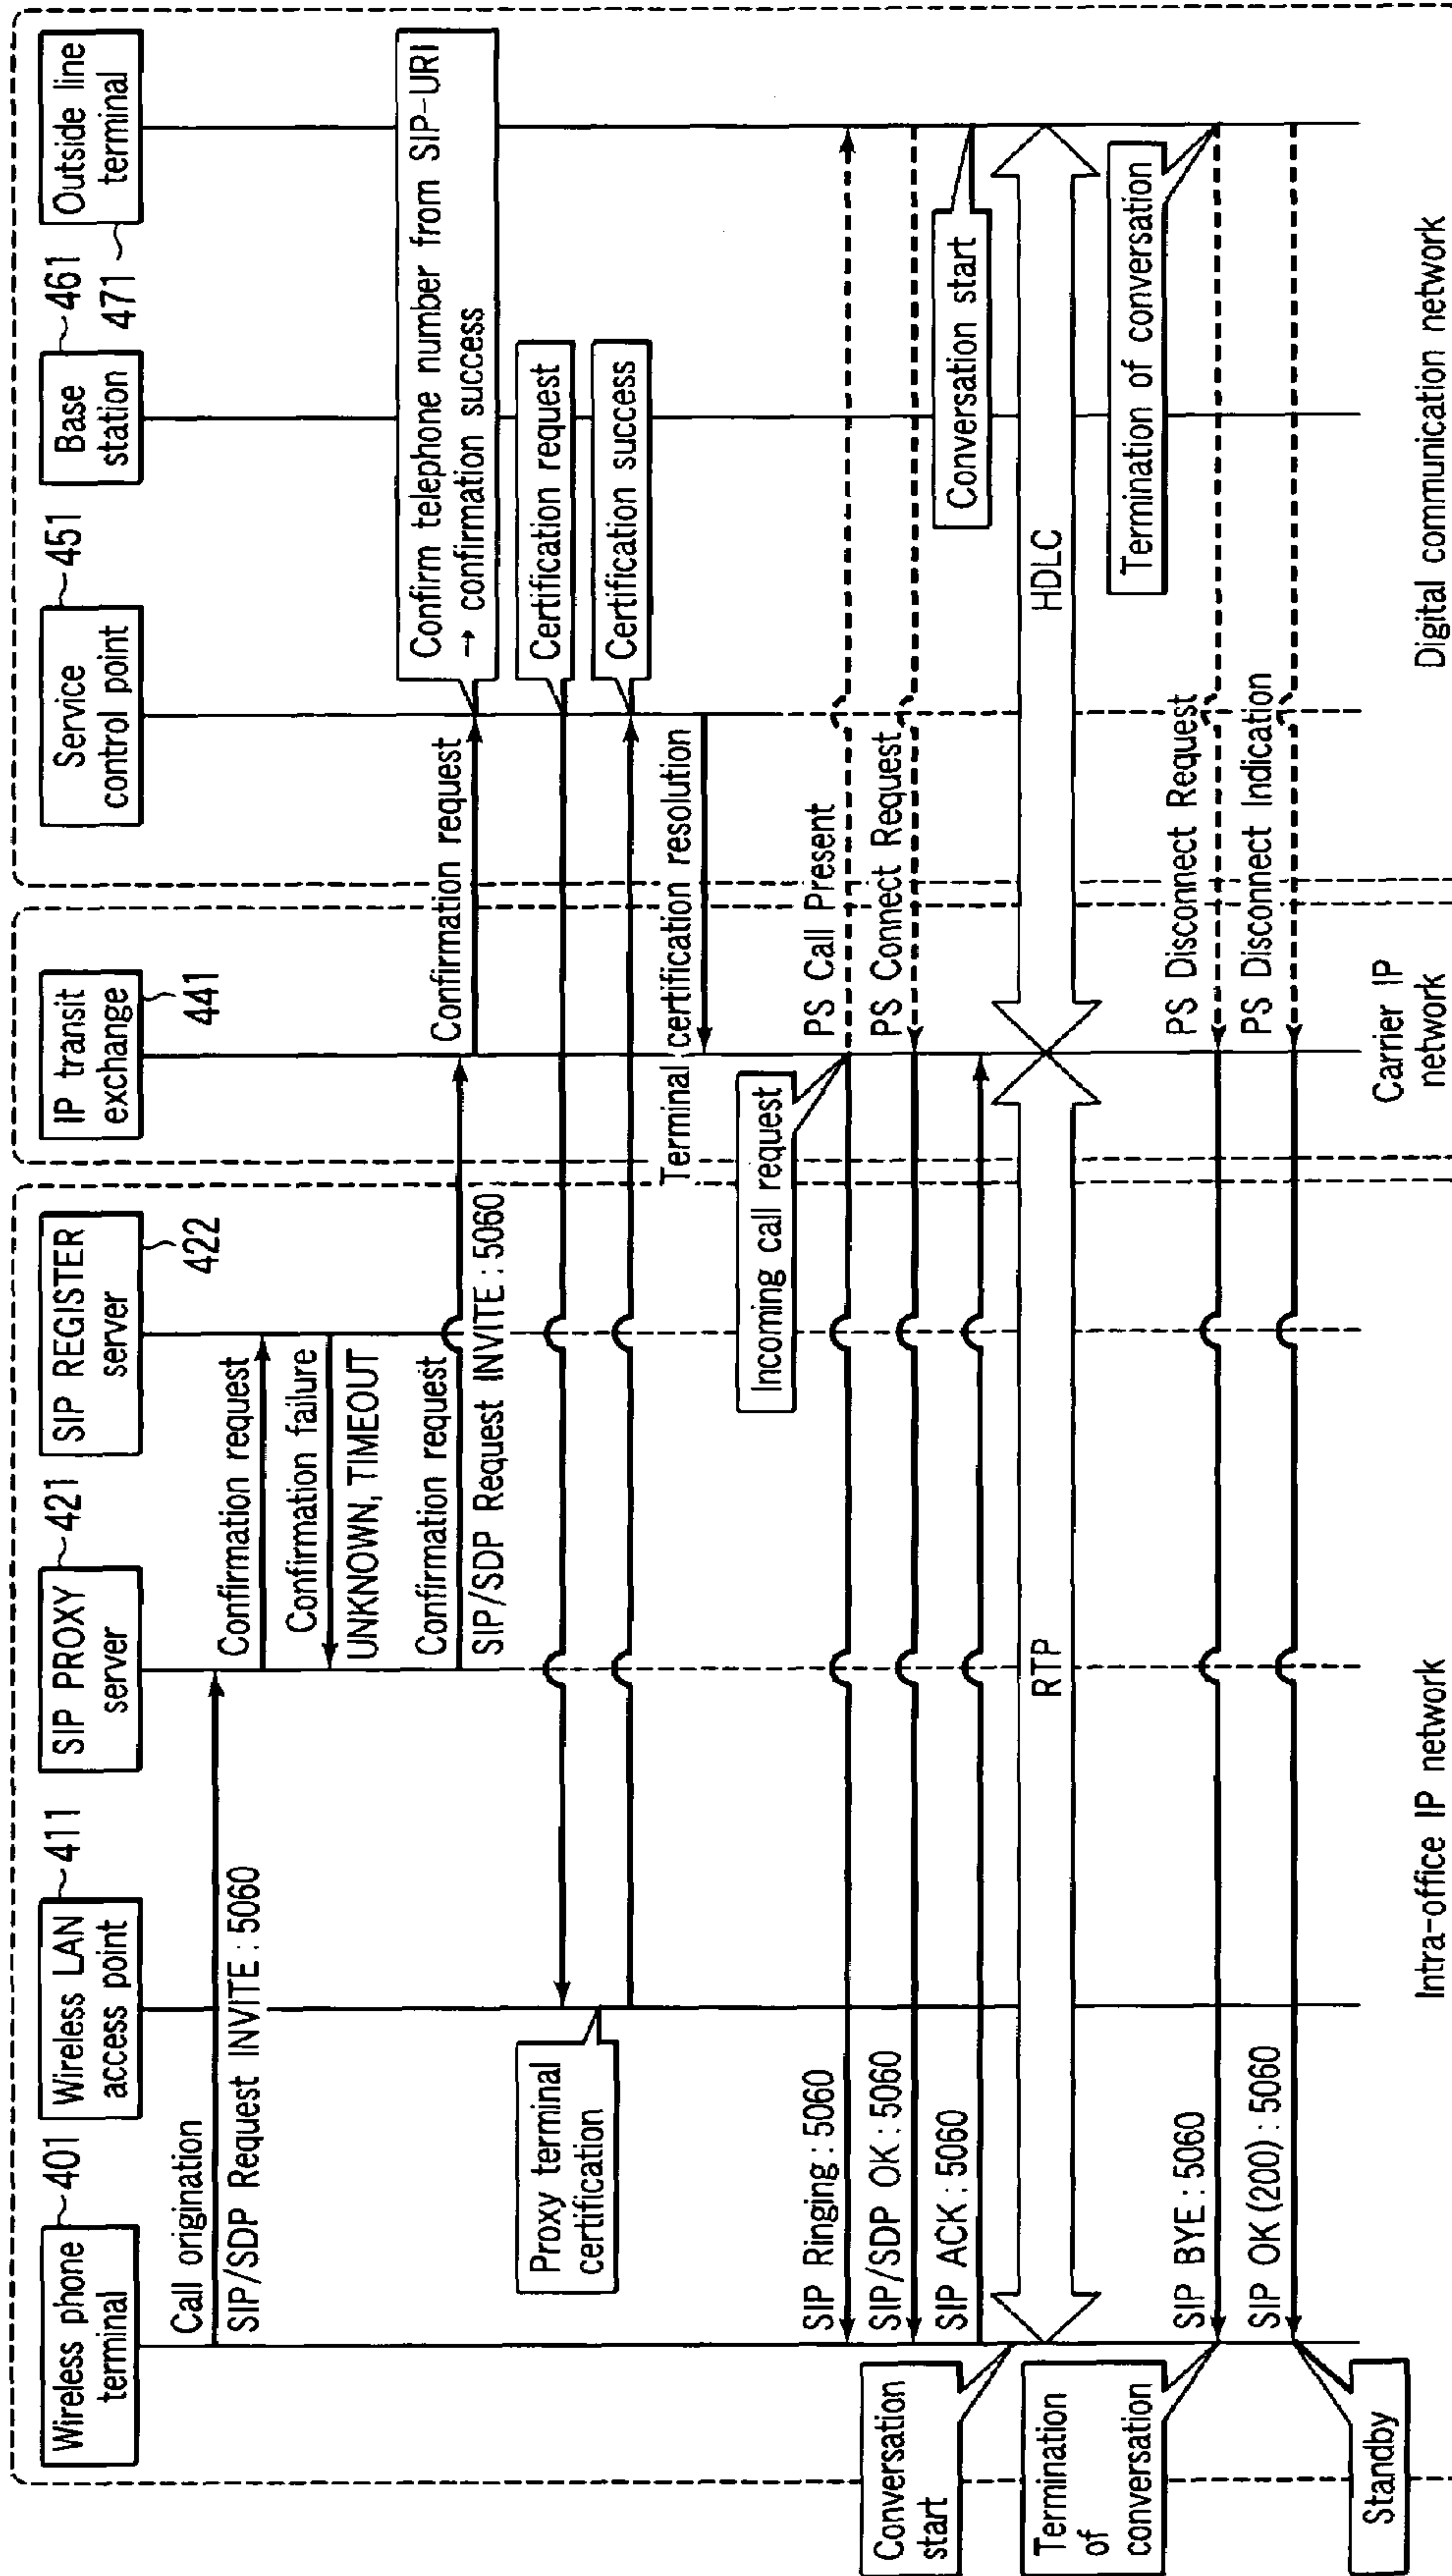 Wireless phone
terminal
401
Wireless LAN
access point
411
SIP PROXY
server
421
SIP REGISTER
server
422
IP transit
exchange
441
Service
control point
451
Base
station
461
Outside line
terminal
471
Call origination
SIP/SDP Request INVITE : 5060
Confirmation request
Confirmation failure
UNKNOWN, TIMEOUT
Confirmation request
SIP/SDP Request INVITE : 5060
Confirmation request
Confirm telephone number from SIP-URI
→ confirmation success
Certification request
Certification success
Proxy terminal
certification
Terminal certification resolution
Incoming call request
SIP Ringing : 5060
PS Call Present
SIP/SDP OK : 5060
PS Connect Request
SIP ACK : 5060
Conversation
start
Conversation start
RTP
HDLC
Termination
of
conversation
Termination of conversation
SIP BYE : 5060
PS Disconnect Request
SIP OK (200) : 5060
PS Disconnect Indication
Standby
Intra-office IP network
Carrier IP
network
Digital communication network